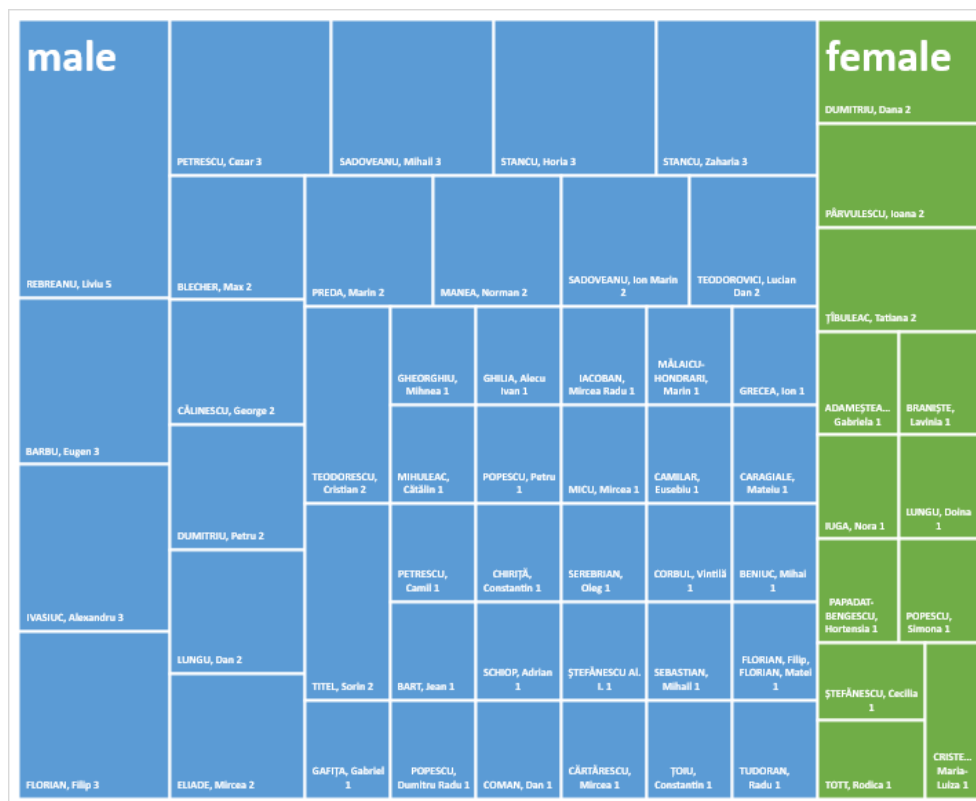 male
REBREANU, Liviu 5
BARBU, Eugen 3
IVASIUC, Alexandru 3
FLORIAN, Filip 3
PETRESCU, Cezar 3
SADOVEANU, Mihail 3
STANCU, Horia 3
STANCU, Zaharia 3
BLECHER, Max 2
CĂLINESCU, George 2
DUMITRIU, Petru 2
LUNGU, Dan 2
ELIADE, Mircea 2
PREDA, Marin 2
MANEA, Norman 2
SADOVEANU, Ion Marin
2
TEODOROVICI, Lucian
Dan 2
TEODORESCU,
Cristian 2
TITEL, Sorin 2
GAFIȚA, Gabriel
1
GHEORGHIU,
Mihnea 1
GHILIA, Alecu
Ivan 1
IACOBAN,
Mircea Radu 1
MĂLAICU-
HONDRARI,
Marin 1
GRECEA, Ion 1
MIHULEAC,
Cătălin 1
POPESCU, Petru
1
MICU, Mircea 1
CAMILAR,
Eusebiu 1
CARAGIALE,
Mateiu 1
PETRESCU,
Camil 1
CHIRIȚĂ,
Constantin 1
SEREBRIAN,
Oleg 1
CORBUL, Vintilă
1
BENIUC, Mihai
1
BART, Jean 1
SCHIOP, Adrian
1
ȘTEFĂNESCU Al.
I. 1
SEBASTIAN,
Mihail 1
FLORIAN, Filip,
FLORIAN, Matei
1
POPESCU,
Dumitru Radu 1
COMAN, Dan 1
CĂRTĂRESCU,
Mircea 1
ȚOIU,
Constantin 1
TUDORAN,
Radu 1
female
DUMITRIU, Dana 2
PÂRVULESCU, Ioana 2
ȚÎBULEAC, Tatiana 2
ADAMEȘTEA...
Gabriela 1
BRANIȘTE,
Lavinia 1
IUGA, Nora 1
LUNGU, Doina
1
PAPADAT-
BENGESCU,
Hortensia 1
POPESCU,
Simona 1
ȘTEFĂNESCU, Cecilia
1
TOTT, Rodica 1
CRISTE...
Maria-
Luiza 1